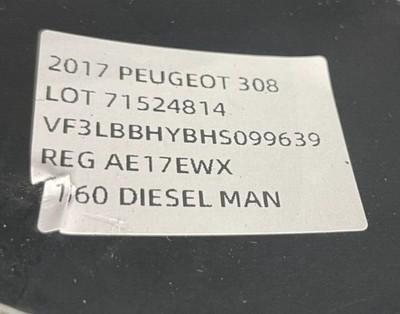 2017 PEUGEOT 308
LOT 71524814
VF3LBBHYBHS099639
REG AE17EWX
1,60 DIESEL MAN